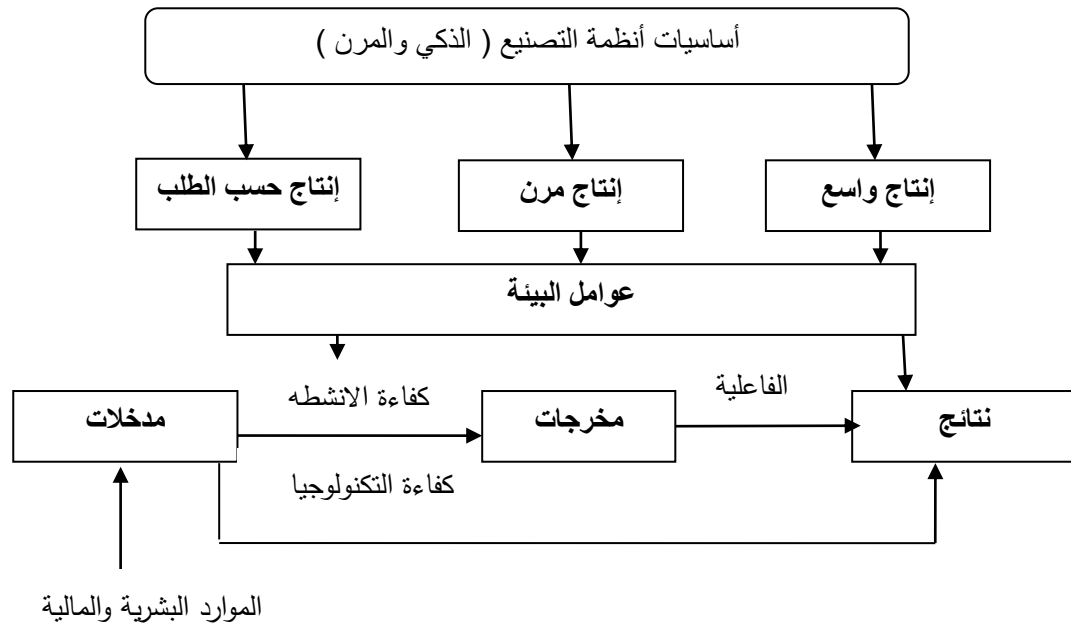 أساسيات أنظمة التصنيع ( الذكي والمرن )
إنتاج واسع
إنتاج مرن
إنتاج حسب الطلب
عوامل البيئة
كفاءة الانشطه
الفاعلية
مدخلات
مخرجات
نتائج
كفاءة التكنولوجيا
الموارد البشرية والمالية